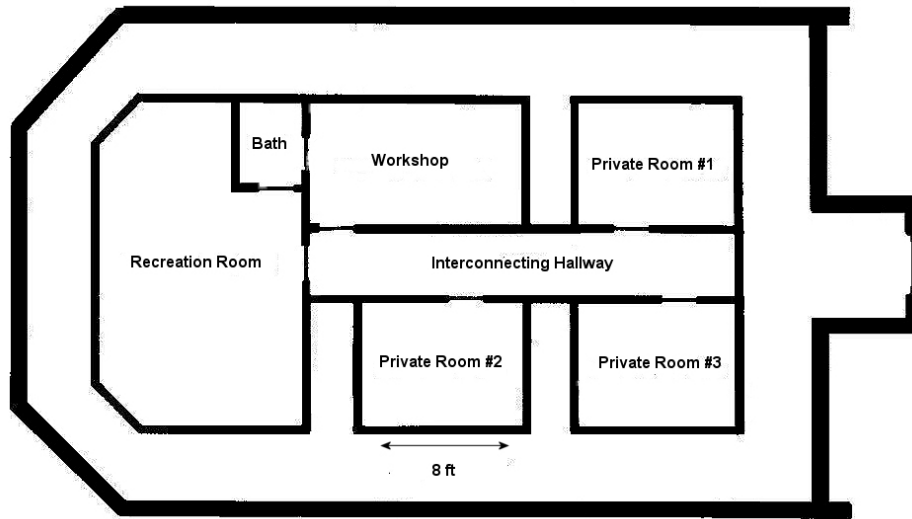 Bath
Workshop
Private Room #1
Recreation Room
Interconnecting Hallway
Private Room #2
Private Room #3
8 ft